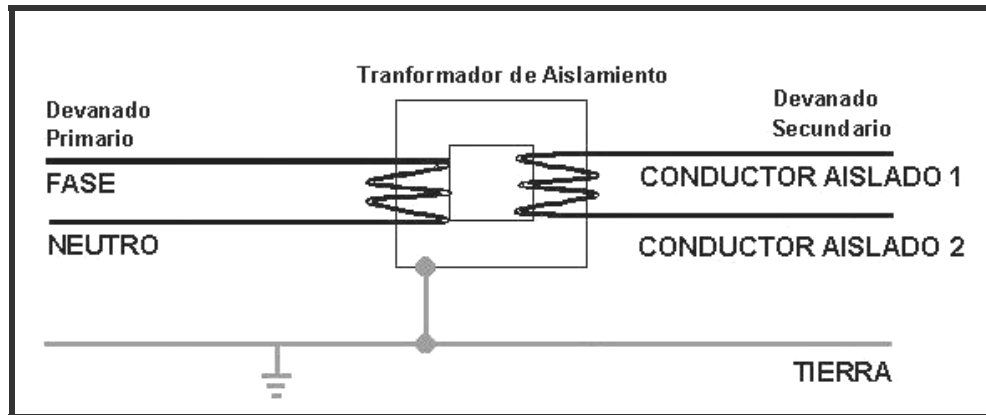 Tranformador de Aislamiento
Devanado
Primario
Devanado
Secundario
FASE
CONDUCTOR AISLADO 1
NEUTRO
CONDUCTOR AISLADO 2
TIERRA